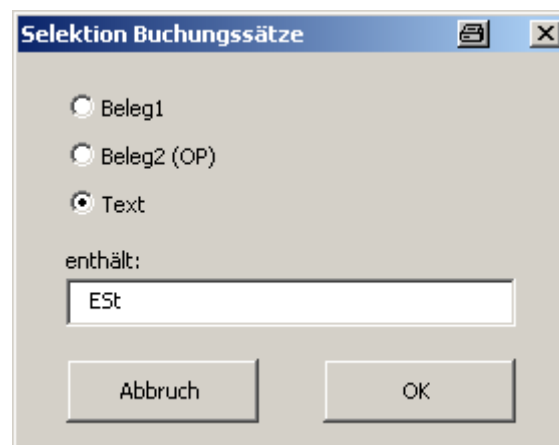 Selektion Buchungssätze
Beleg1
Beleg2 (OP)
Text
enthält:
ESt
Abbruch OK